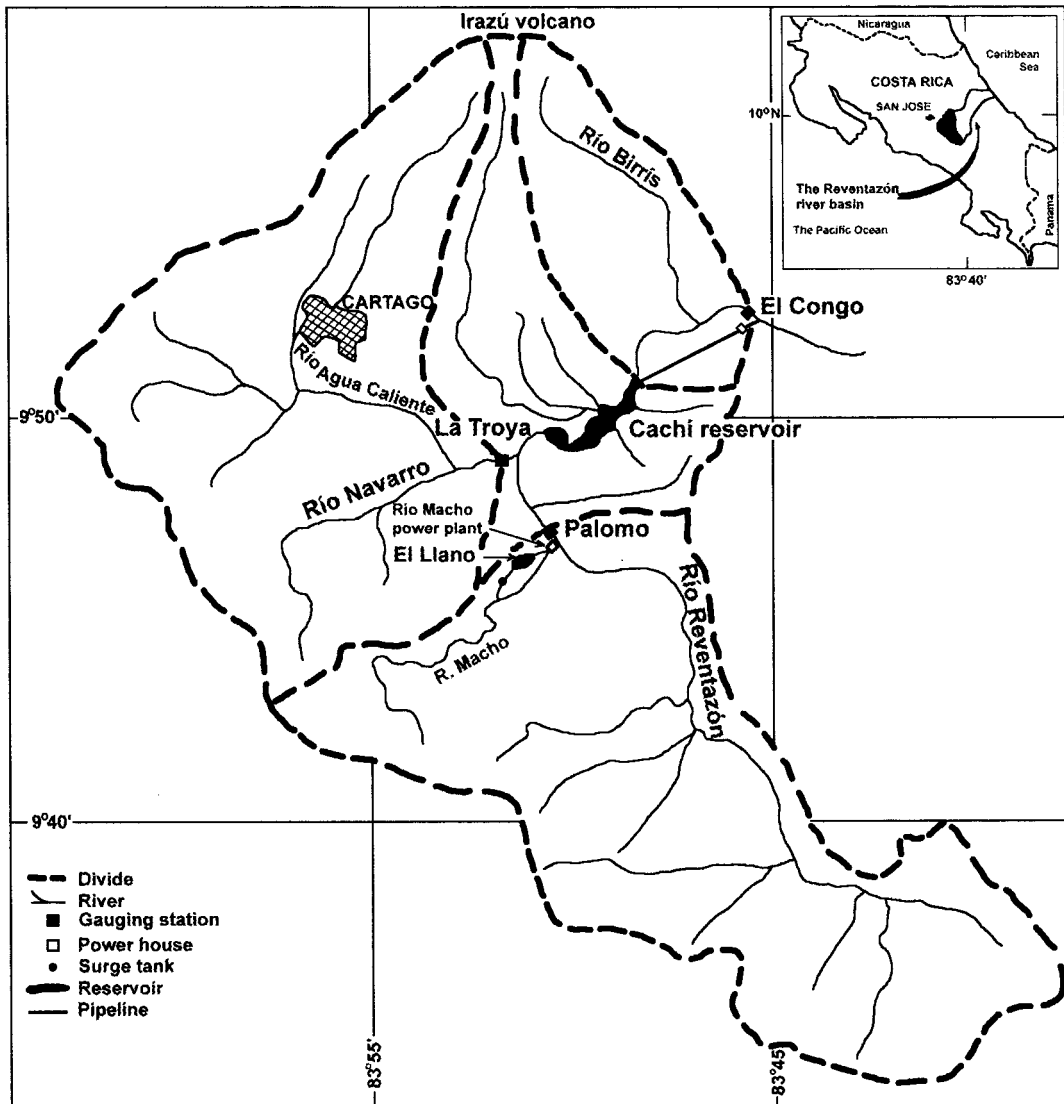 Irazú volcano
Nicaragua
Caribbean
Sea
COSTA RICA
SAN JOSE
10°N
The Reventazón
river basin
The Pacific Ocean
Panama
83°40'
Río Birrís
El Congo
CARTAGO
Río
Agua Caliente
9°50'
La Troya
Cachí reservoir
Río Navarro
Río Macho
power plant
Palomo
El Llano
Río Reventazón
R. Macho
9°40'
Divide
River
Gauging station
Power house
Surge tank
Reservoir
Pipeline
83°55'
83°45'